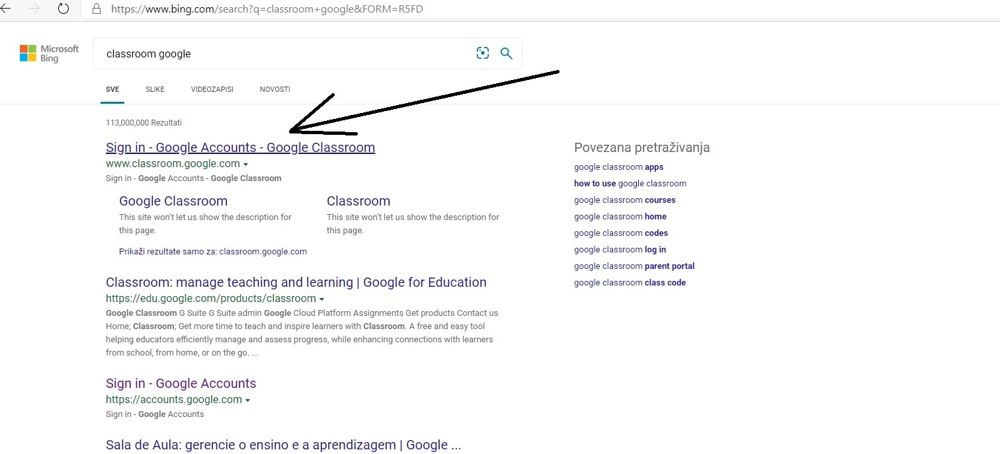 https://www.bing.com/search?q=classroom+google&FORM=R5FD
Microsoft
Bing
classroom google
SVE SLIKE VIDEOZAPISI NOVOSTI
113,000,000 Rezultati
Sign in - Google Accounts - Google Classroom
www.classroom.google.com
Sign in - Google Accounts - Google Classroom
Google Classroom
This site won't let us show the description for
this page.
Classroom
This site won't let us show the description for
this page.
Prikaži rezultate samo za: classroom.google.com
Classroom: manage teaching and learning | Google for Education
https://edu.google.com/products/classroom
Google Classroom G Suite G Suite admin Google Cloud Platform Assignments Get products Contact us
Home; Classroom; Get more time to teach and inspire learners with Classroom. A free and easy tool
helping educators efficiently manage and assess progress, while enhancing connections with learners
from school, from home, or on the go. ...
Sign in - Google Accounts
https://accounts.google.com
Sign in - Google Accounts
Sala de Aula: gerencie o ensino e a aprendizagem | Google ...
Povezana pretraživanja
google classroom apps
how to use google classroom
google classroom courses
google classroom home
google classroom codes
google classroom log in
google classroom parent portal
google classroom class code